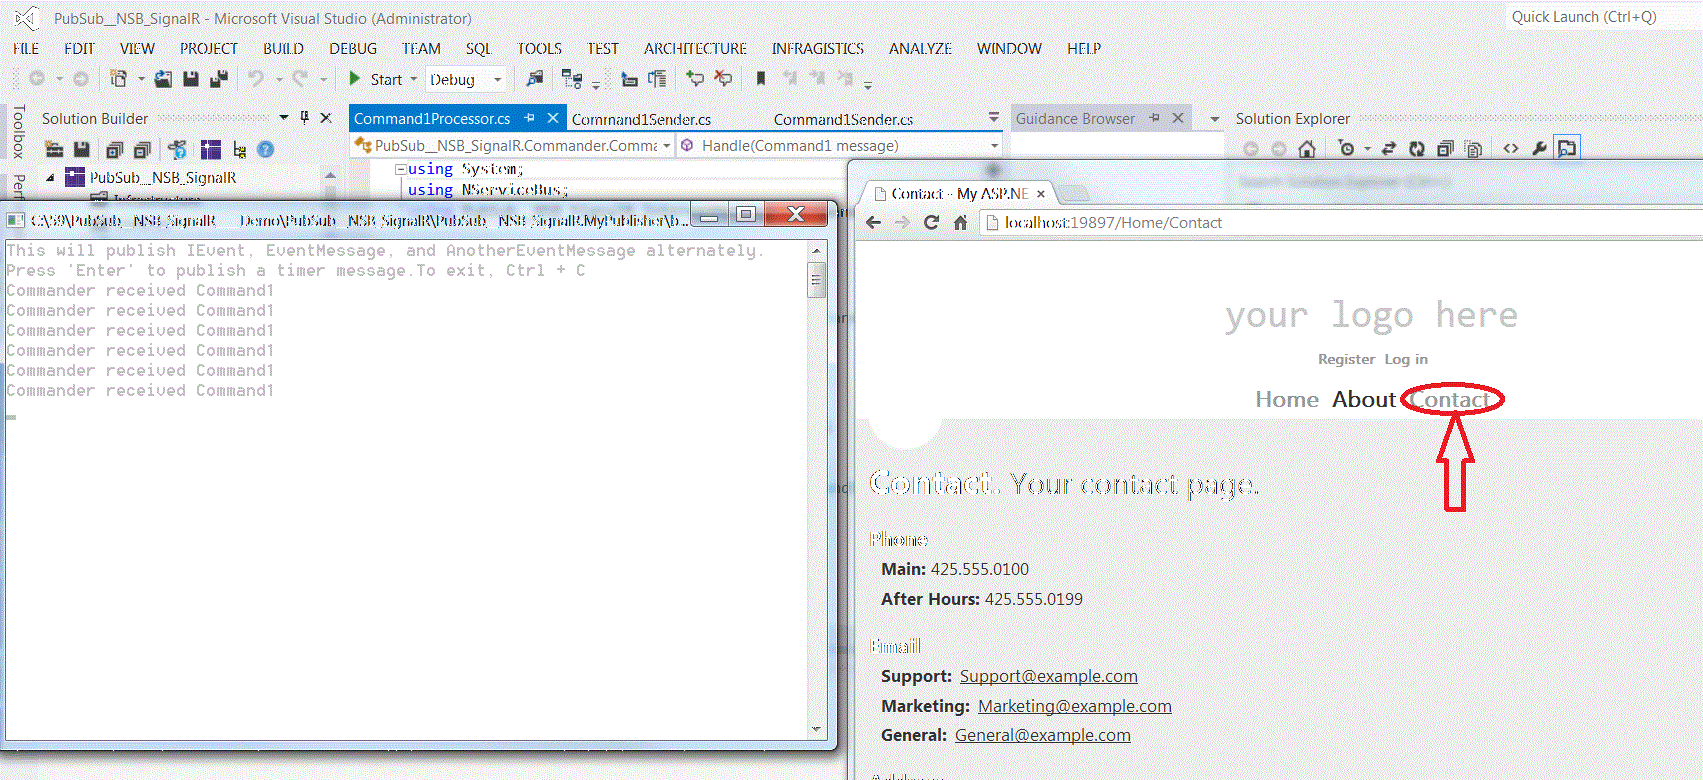 PubSub__NSB_SignalR - Microsoft Visual Studio (Administrator)
Quick Launch (Ctrl+Q)
FILE EDIT VIEW PROJECT BUILD DEBUG TEAM SQL TOOLS TEST ARCHITECTURE INFRAGISTICS ANALYZE WINDOW HELP
Start Debug
Toolbox
Solution Builder
Command1Processor.cs Command1Sender.cs Command1Sender.cs
Guidance Browser
Solution Explorer
PubSub__NSB_SignalR.Commander.Comma Handle(Command1 message)
PubSub__NSB_SignalR
Infrastructure
using System;
using NServiceBus;
C:\S9\PubSub__NSB_SignalR __ Demo\PubSub__NSB_SignalR\PubSub__NSB_SignalR.MyPublisher\b...
This will publish IEvent, EventMessage, and AnotherEventMessage alternately.
Press 'Enter' to publish a timer message.To exit, Ctrl + C
Commander received Command1
Commander received Command1
Commander received Command1
Commander received Command1
Commander received Command1
Commander received Command1
Contact - My ASP.NE
localhost:19897/Home/Contact
your logo here
Register Log in
Home About Contact
Contact. Your contact page.
Phone
Main: 425.555.0100
After Hours: 425.555.0199
Email
Support: Support@example.com
Marketing: Marketing@example.com
General: General@example.com